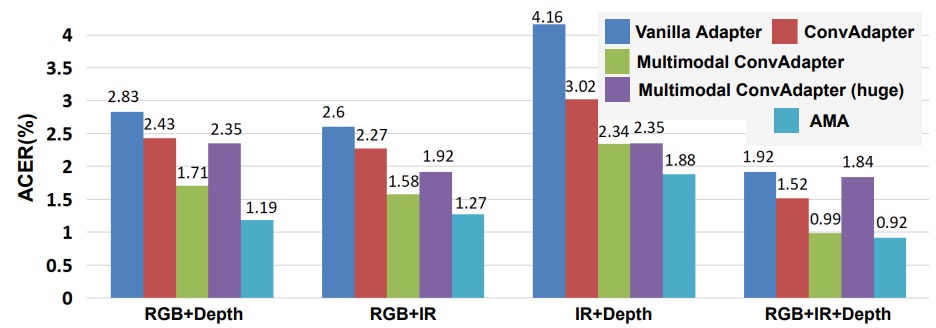 4.16
Vanilla Adapter ConvAdapter
Multimodal ConvAdapter
Multimodal ConvAdapter (huge)
AMA
ACER(%)
4
3.5
3
2.5
2
1.5
1
0.5
0
2.83 2.43 1.71 2.35 1.19
2.6 2.27 1.58 1.92 1.27
3.02 2.34 2.35 1.88
1.92 1.52 0.99 1.84 0.92
RGB+Depth RGB+IR IR+Depth RGB+IR+Depth